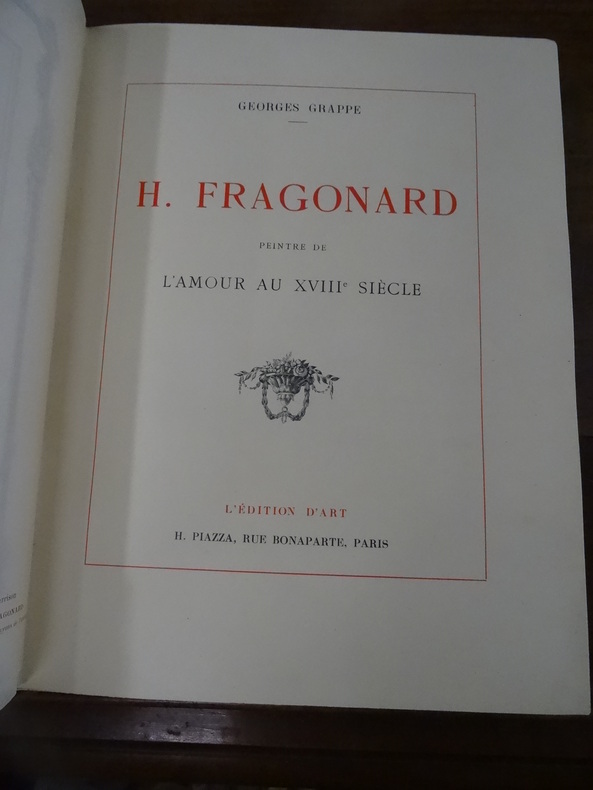 GEORGES GRAPPE
H. FRAGONARD
PEINTRE DE
L'AMOUR AU XVIIIe SIÈCLE
L'ÉDITION D'ART
H. PIAZZA, RUE BONAPARTE, PARIS